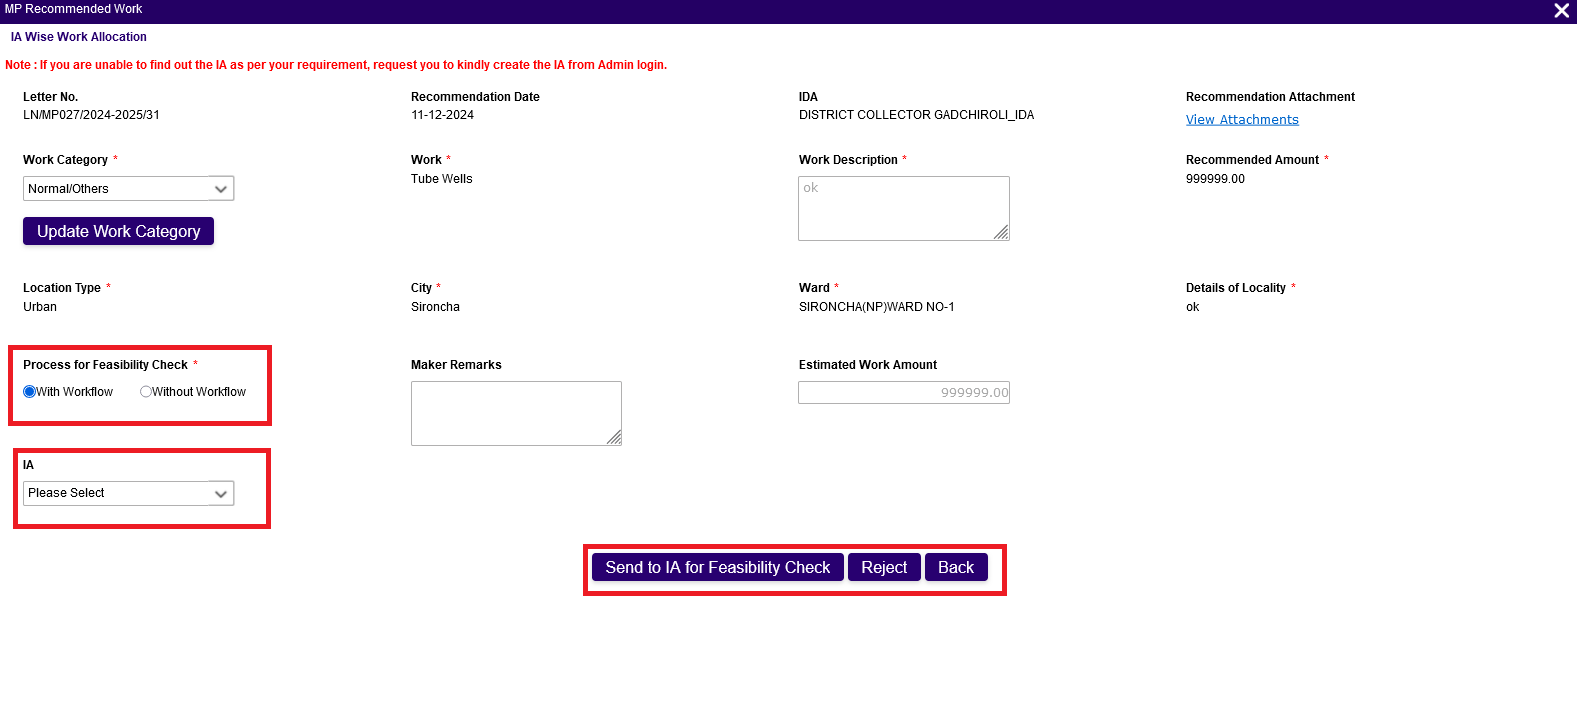 MP Recommended Work
IA Wise Work Allocation
Note : If you are unable to find out the IA as per your requirement, request you to kindly create the IA from Admin login.
Letter No. Recommendation Date IDA Recommendation Attachment
LN/MP027/2024-2025/31 11-12-2024 DISTRICT COLLECTOR GADCHIROLI_IDA View Attachments
Work Category * Work * Work Description * Recommended Amount *
Normal/Others Tube Wells ok 999999.00
Update Work Category
Location Type * City * Ward * Details of Locality *
Urban Sironcha SIRONCHA(NP)WARD NO-1 ok
Process for Feasibility Check * Maker Remarks Estimated Work Amount
With Workflow Without Workflow 999999.00
IA
Please Select
Send to IA for Feasibility Check Reject Back